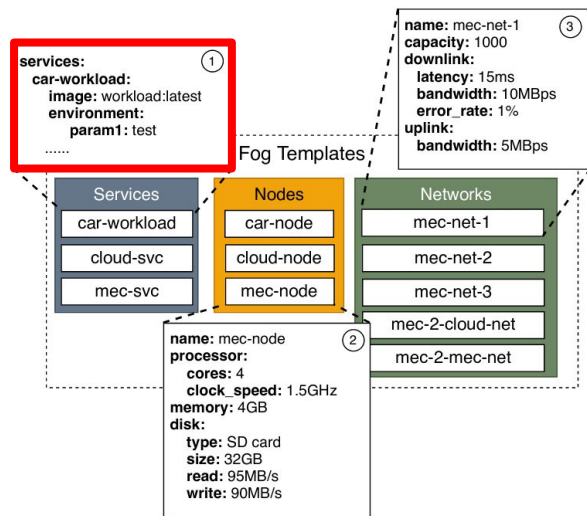 services:
car-workload:
image: workload:latest
environment:
param1: test
......
1
name: mec-net-1
capacity: 1000
downlink:
latency: 15ms
bandwidth: 10MBps
error_rate: 1%
uplink:
bandwidth: 5MBps
3
Fog Templates
Services
car-workload
cloud-svc
mec-svc
Nodes
car-node
cloud-node
mec-node
Networks
mec-net-1
mec-net-2
mec-net-3
mec-2-cloud-net
mec-2-mec-net
name: mec-node
processor:
cores: 4
clock_speed: 1.5GHz
memory: 4GB
disk:
type: SD card
size: 32GB
read: 95MB/s
write: 90MB/s
2